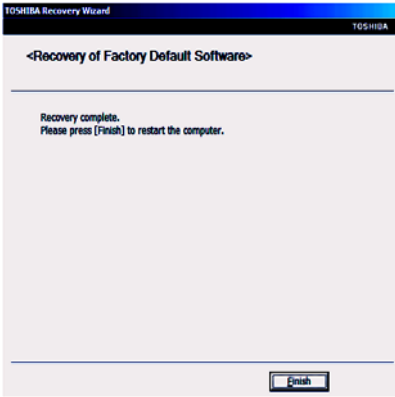 TOSHIBA Recovery Wizard
TOSHIBA
<Recovery of Factory Default Software>
Recovery complete.
Please press [Finish] to restart the computer.
Finish